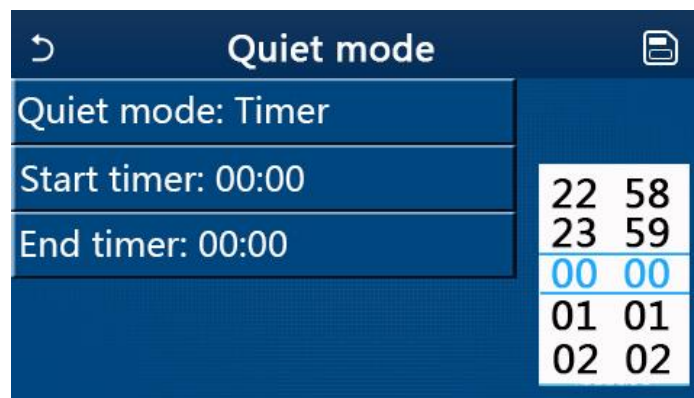 Quiet mode
Quiet mode: Timer
Start timer: 00:00
End timer: 00:00
22 58
23 59
00 00
01 01
02 02